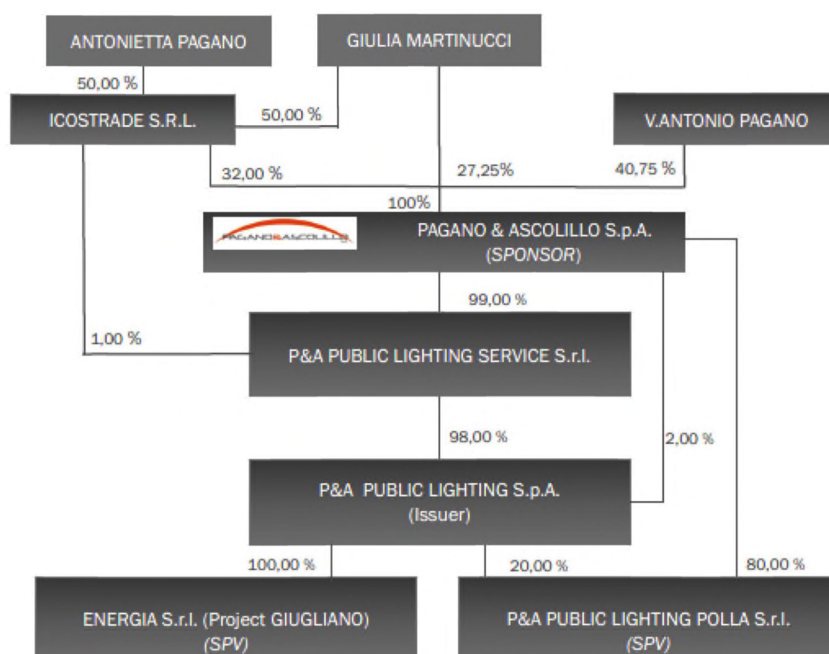 ANTONIETTA PAGANO
GIULIA MARTINUCCI
50,00 %
ICOSTRADE S.R.L.
50,00 %
V.ANTONIO PAGANO
32,00 %
27,25%
40,75 %
100%
PAGANO&ASCOLILLO
PAGANO & ASCOLILLO S.p.A.
(SPONSOR)
99,00 %
1,00 %
P&A PUBLIC LIGHTING SERVICE S.r.l.
98,00 %
2,00 %
P&A PUBLIC LIGHTING S.p.A.
(Issuer)
100,00 %
20,00 %
80,00 %
ENERGIA S.r.l. (Project GIUGLIANO)
(SPV)
P&A PUBLIC LIGHTING POLLA S.r.l.
(SPV)